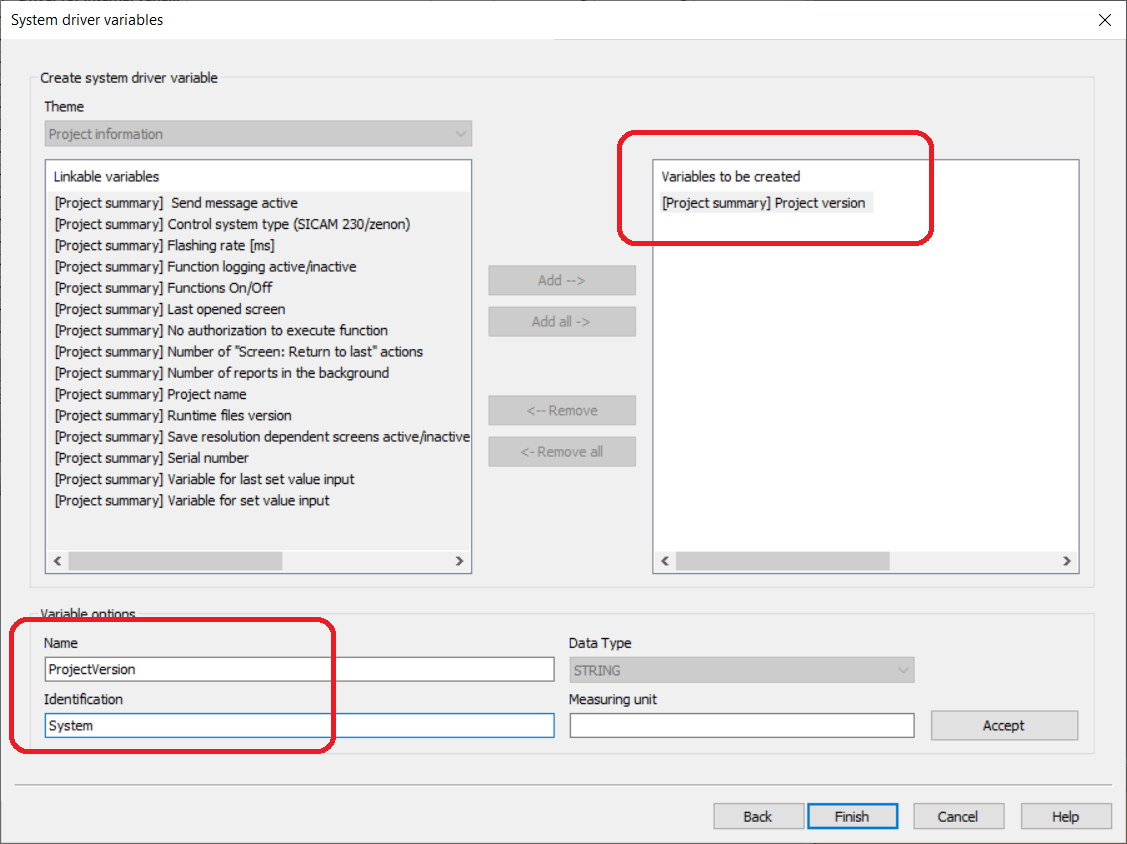 System driver variables
Create system driver variable
Theme
Project information
Linkable variables
[Project summary]  Send message active
[Project summary] Control system type (SICAM 230/zenon)
[Project summary] Flashing rate [ms]
[Project summary] Function logging active/inactive
[Project summary] Functions On/Off
[Project summary] Last opened screen
[Project summary] No authorization to execute function
[Project summary] Number of "Screen: Return to last" actions
[Project summary] Number of reports in the background
[Project summary] Project name
[Project summary] Runtime files version
[Project summary] Save resolution dependent screens active/inactive
[Project summary] Serial number
[Project summary] Variable for last set value input
[Project summary] Variable for set value input
Add -->
Add all ->
<-- Remove
<- Remove all
Variables to be created
[Project summary] Project version
Variable options
Name
ProjectVersion
Data Type
STRING
Identification
System
Measuring unit
Accept
Back
Finish
Cancel
Help